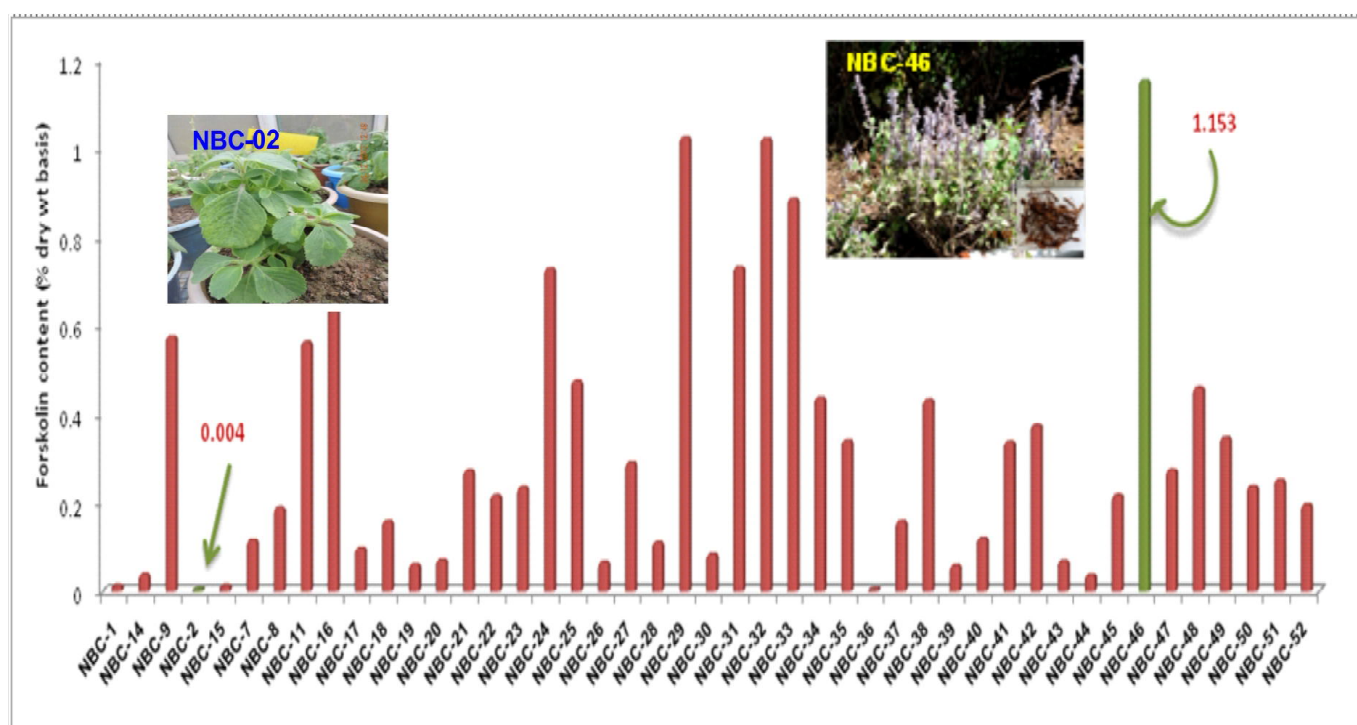 Forskolin content (% dry wt basis)
1.2
1
0.8
0.6
0.4
0.2
0
NBC-02
NBC-46
0.004
1.153
NBC-1
NBC-14
NBC-9
NBC-2
NBC-15
NBC-7
NBC-8
NBC-11
NBC-16
NBC-17
NBC-18
NBC-19
NBC-20
NBC-21
NBC-22
NBC-23
NBC-24
NBC-25
NBC-26
NBC-27
NBC-28
NBC-29
NBC-30
NBC-31
NBC-32
NBC-33
NBC-34
NBC-35
NBC-36
NBC-37
NBC-38
NBC-39
NBC-40
NBC-41
NBC-42
NBC-43
NBC-44
NBC-45
NBC-46
NBC-47
NBC-48
NBC-49
NBC-50
NBC-51
NBC-52